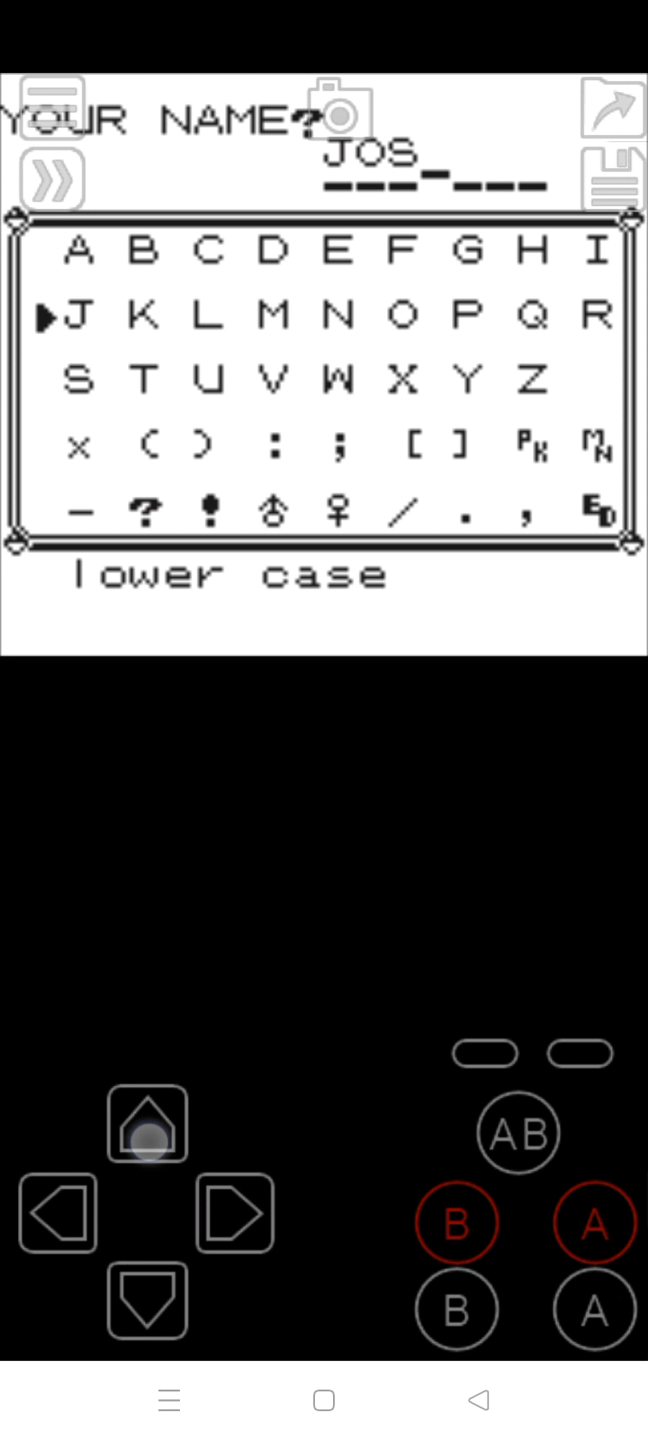 YOUR NAME?
JOS
A B C D E F G H I
J K L M N O P Q R
S T U V W X Y Z
× ( ) : ; [ ] PK MN
- ? ! ♂ ♀ / . , ED
lower case
AB
B A
B A